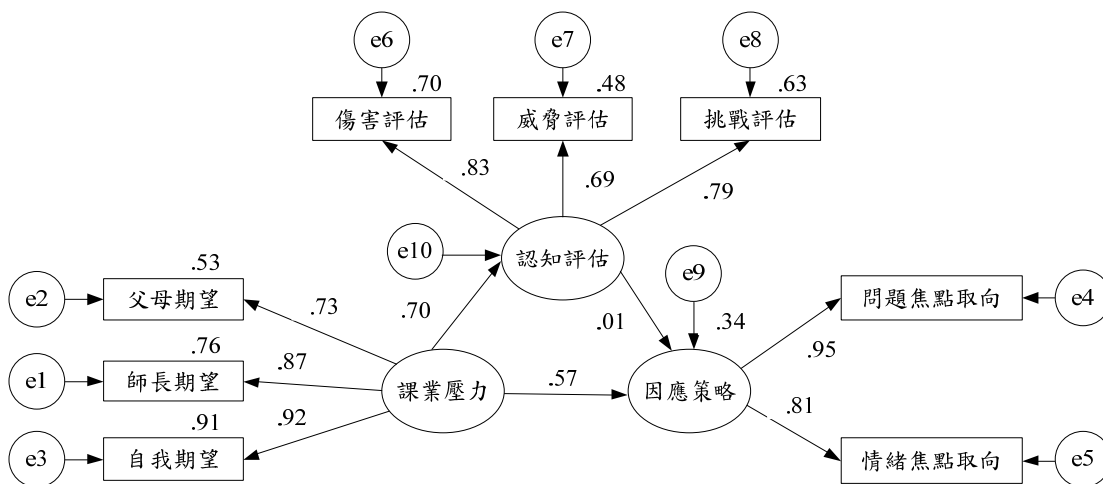 e6
e7
e8
.70
.48
.63
傷害評估
威脅評估
挑戰評估
.83
.69
.79
e10
認知評估
e9
e2
.53
父母期望
.73
.70
.01
.34
問題焦點取向
e4
.76
e1
師長期望
.87
課業壓力
.57
因應策略
.95
.91
e3
自我期望
.92
.81
情緒焦點取向
e5